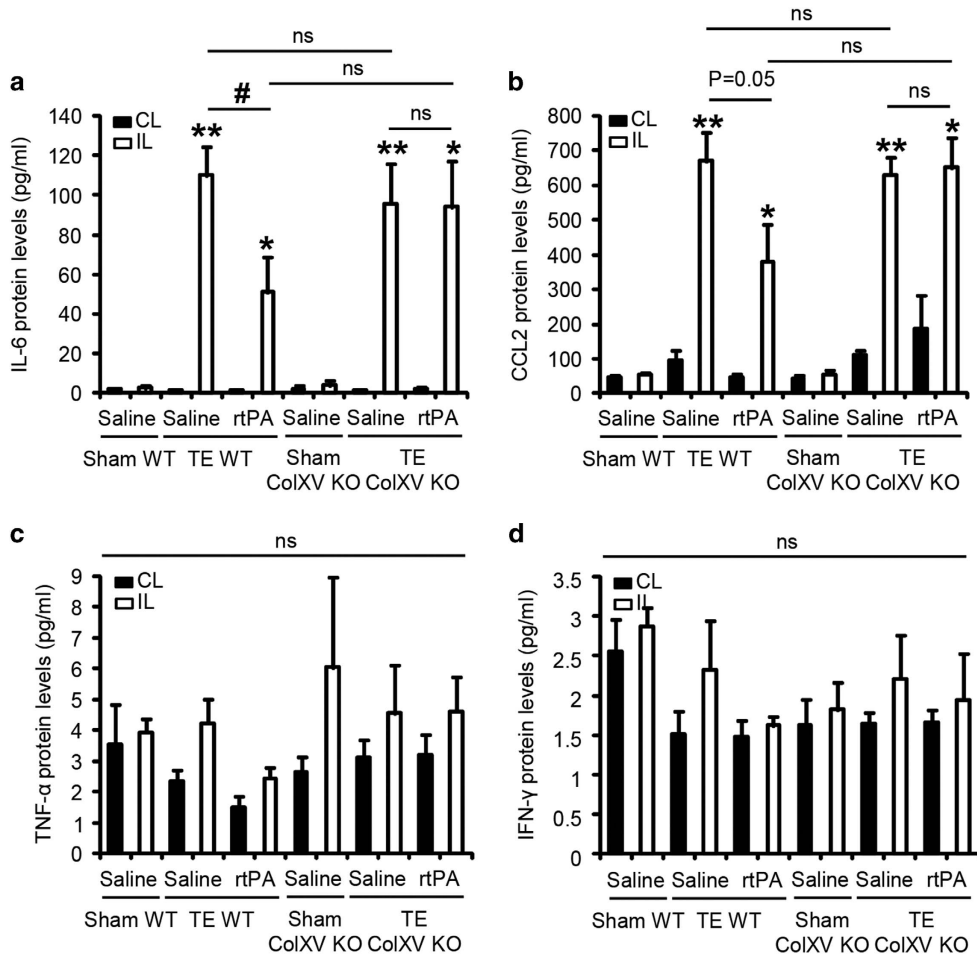 ns
ns
a
#
**
**
ns
*
*
CL
IL
IL-6 protein levels (pg/ml)
140
120
100
80
60
40
20
0
Saline Saline rtPA Saline Saline rtPA
Sham WT TE WT Sham TE
ColXV KO ColXV KO
ns
ns
b
P=0.05
**
*
ns
**
*
CL
IL
CCL2 protein levels (pg/ml)
800
700
600
500
400
300
200
100
0
Saline Saline rtPA Saline Saline rtPA
Sham WT TE WT Sham TE
ColXV KO ColXV KO
c
ns
CL
IL
TNF-α protein levels (pg/ml)
9
8
7
6
5
4
3
2
1
0
Saline Saline rtPA Saline Saline rtPA
Sham WT TE WT Sham TE
ColXV KO ColXV KO
d
ns
CL
IL
IFN-γ protein levels (pg/ml)
3.5
3
2.5
2
1.5
1
0.5
0
Saline Saline rtPA Saline Saline rtPA
Sham WT TE WT Sham TE
ColXV KO ColXV KO